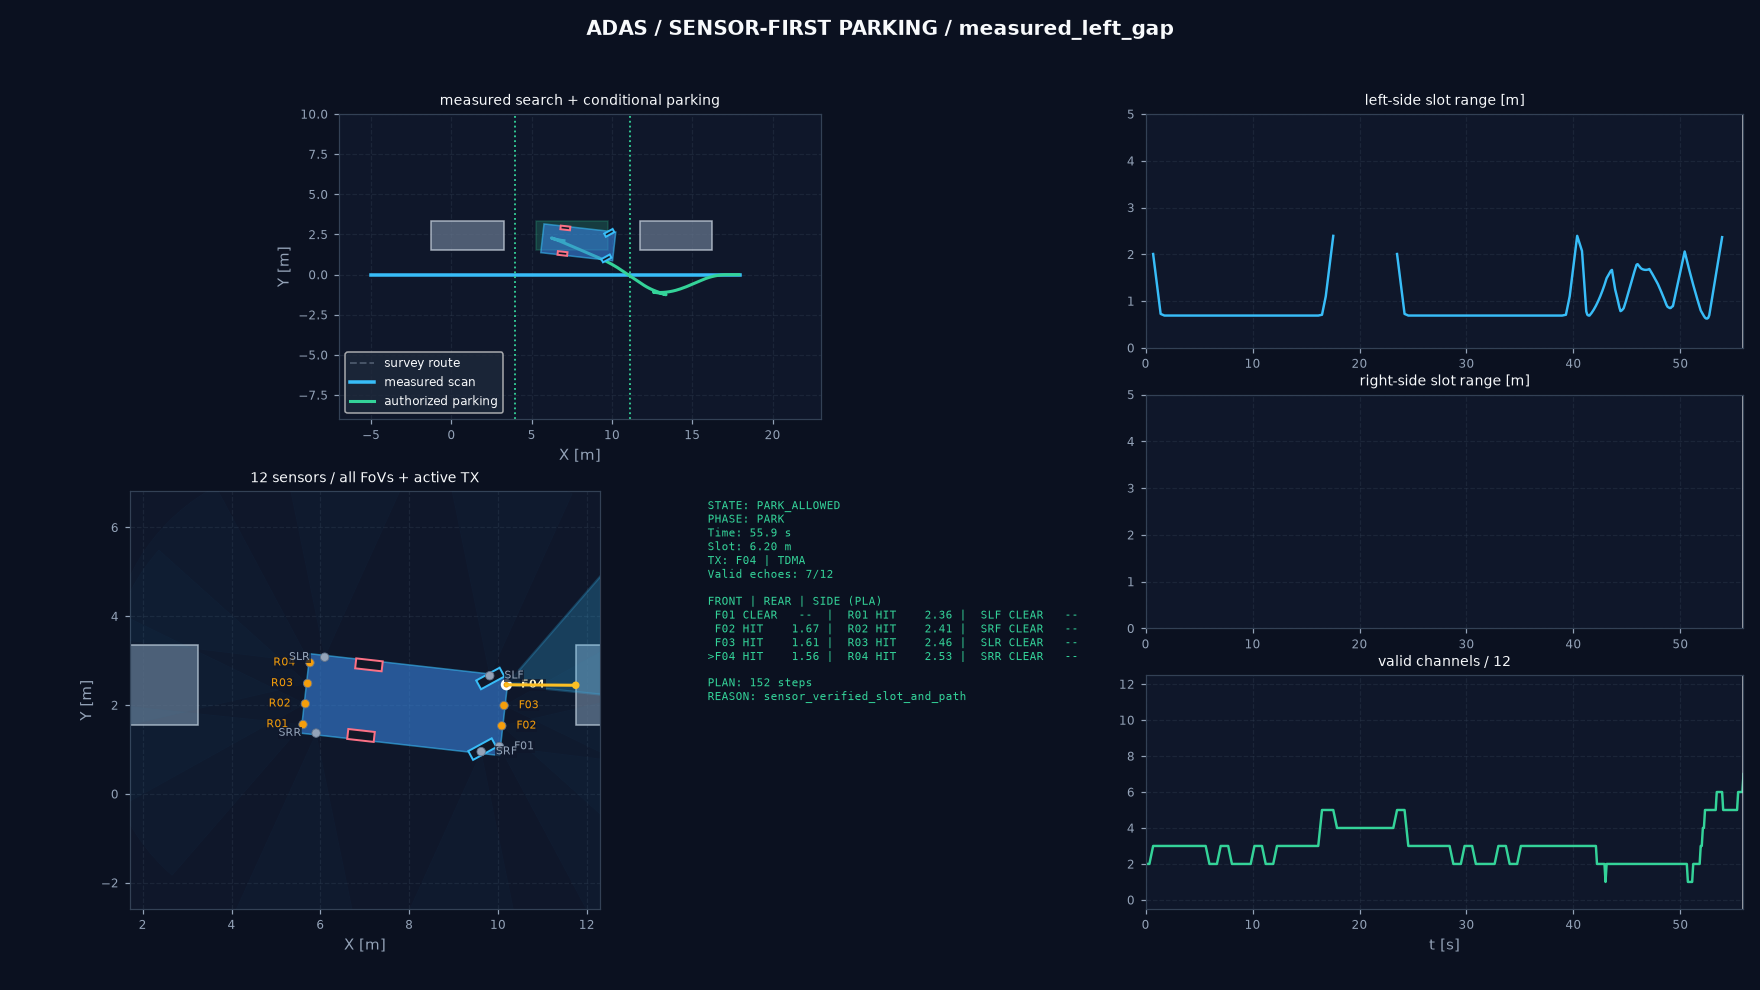 ADAS / SENSOR-FIRST PARKING / measured_left_gap
measured search + conditional parking
10.0
7.5
5.0
2.5
0.0
−2.5
−5.0
−7.5
Y [m]
survey route
measured scan
authorized parking
−5
0
5
10
15
20
X [m]
12 sensors / all FoVs + active TX
6
4
2
0
−2
Y [m]
SLR
R04
R03
R02
R01
SRR
SLF
F04
F03
F02
F01
SRF
2
4
6
8
10
12
X [m]
STATE: PARK_ALLOWED
PHASE: PARK
Time: 55.9 s
Slot: 6.20 m
TX: F04 | TDMA
Valid echoes: 7/12
FRONT | REAR | SIDE (PLA)
F01 CLEAR   -- |  R01 HIT    2.36 |  SLF CLEAR   --
F02 HIT    1.67 |  R02 HIT    2.41 |  SRF CLEAR   --
F03 HIT    1.61 |  R03 HIT    2.46 |  SLR CLEAR   --
>F04 HIT    1.56 |  R04 HIT    2.53 |  SRR CLEAR   --
PLAN: 152 steps
REASON: sensor_verified_slot_and_path
left-side slot range [m]
5
4
3
2
1
0
0
10
20
30
40
50
right-side slot range [m]
5
4
3
2
1
0
0
10
20
30
40
50
valid channels / 12
12
10
8
6
4
2
0
0
10
20
30
40
50
t [s]